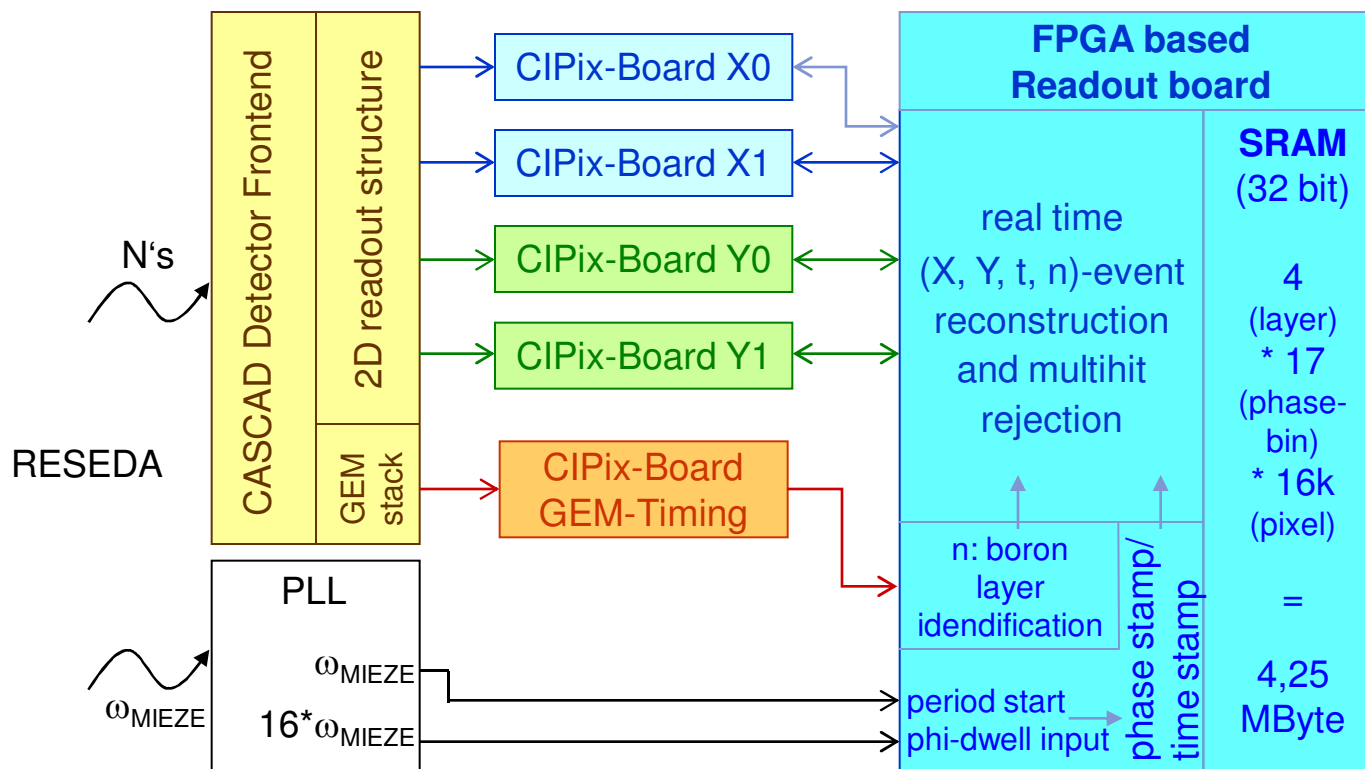 N's
RESEDA
CASCAD Detector Frontend
2D readout structure
GEM
stack
CIPix-Board X0
CIPix-Board X1
CIPix-Board Y0
CIPix-Board Y1
CIPix-Board
GEM-Timing
PLL
ωMIEZE
ωMIEZE
16*ωMIEZE
FPGA based
Readout board
real time
(X, Y, t, n)-event
reconstruction
and multihit
rejection
n: boron
layer
idendification
period start
phi-dwell input
phase stamp/
time stamp
SRAM
(32 bit)
4
(layer)
* 17
(phase-
bin)
* 16k
(pixel)
=
4,25
MByte